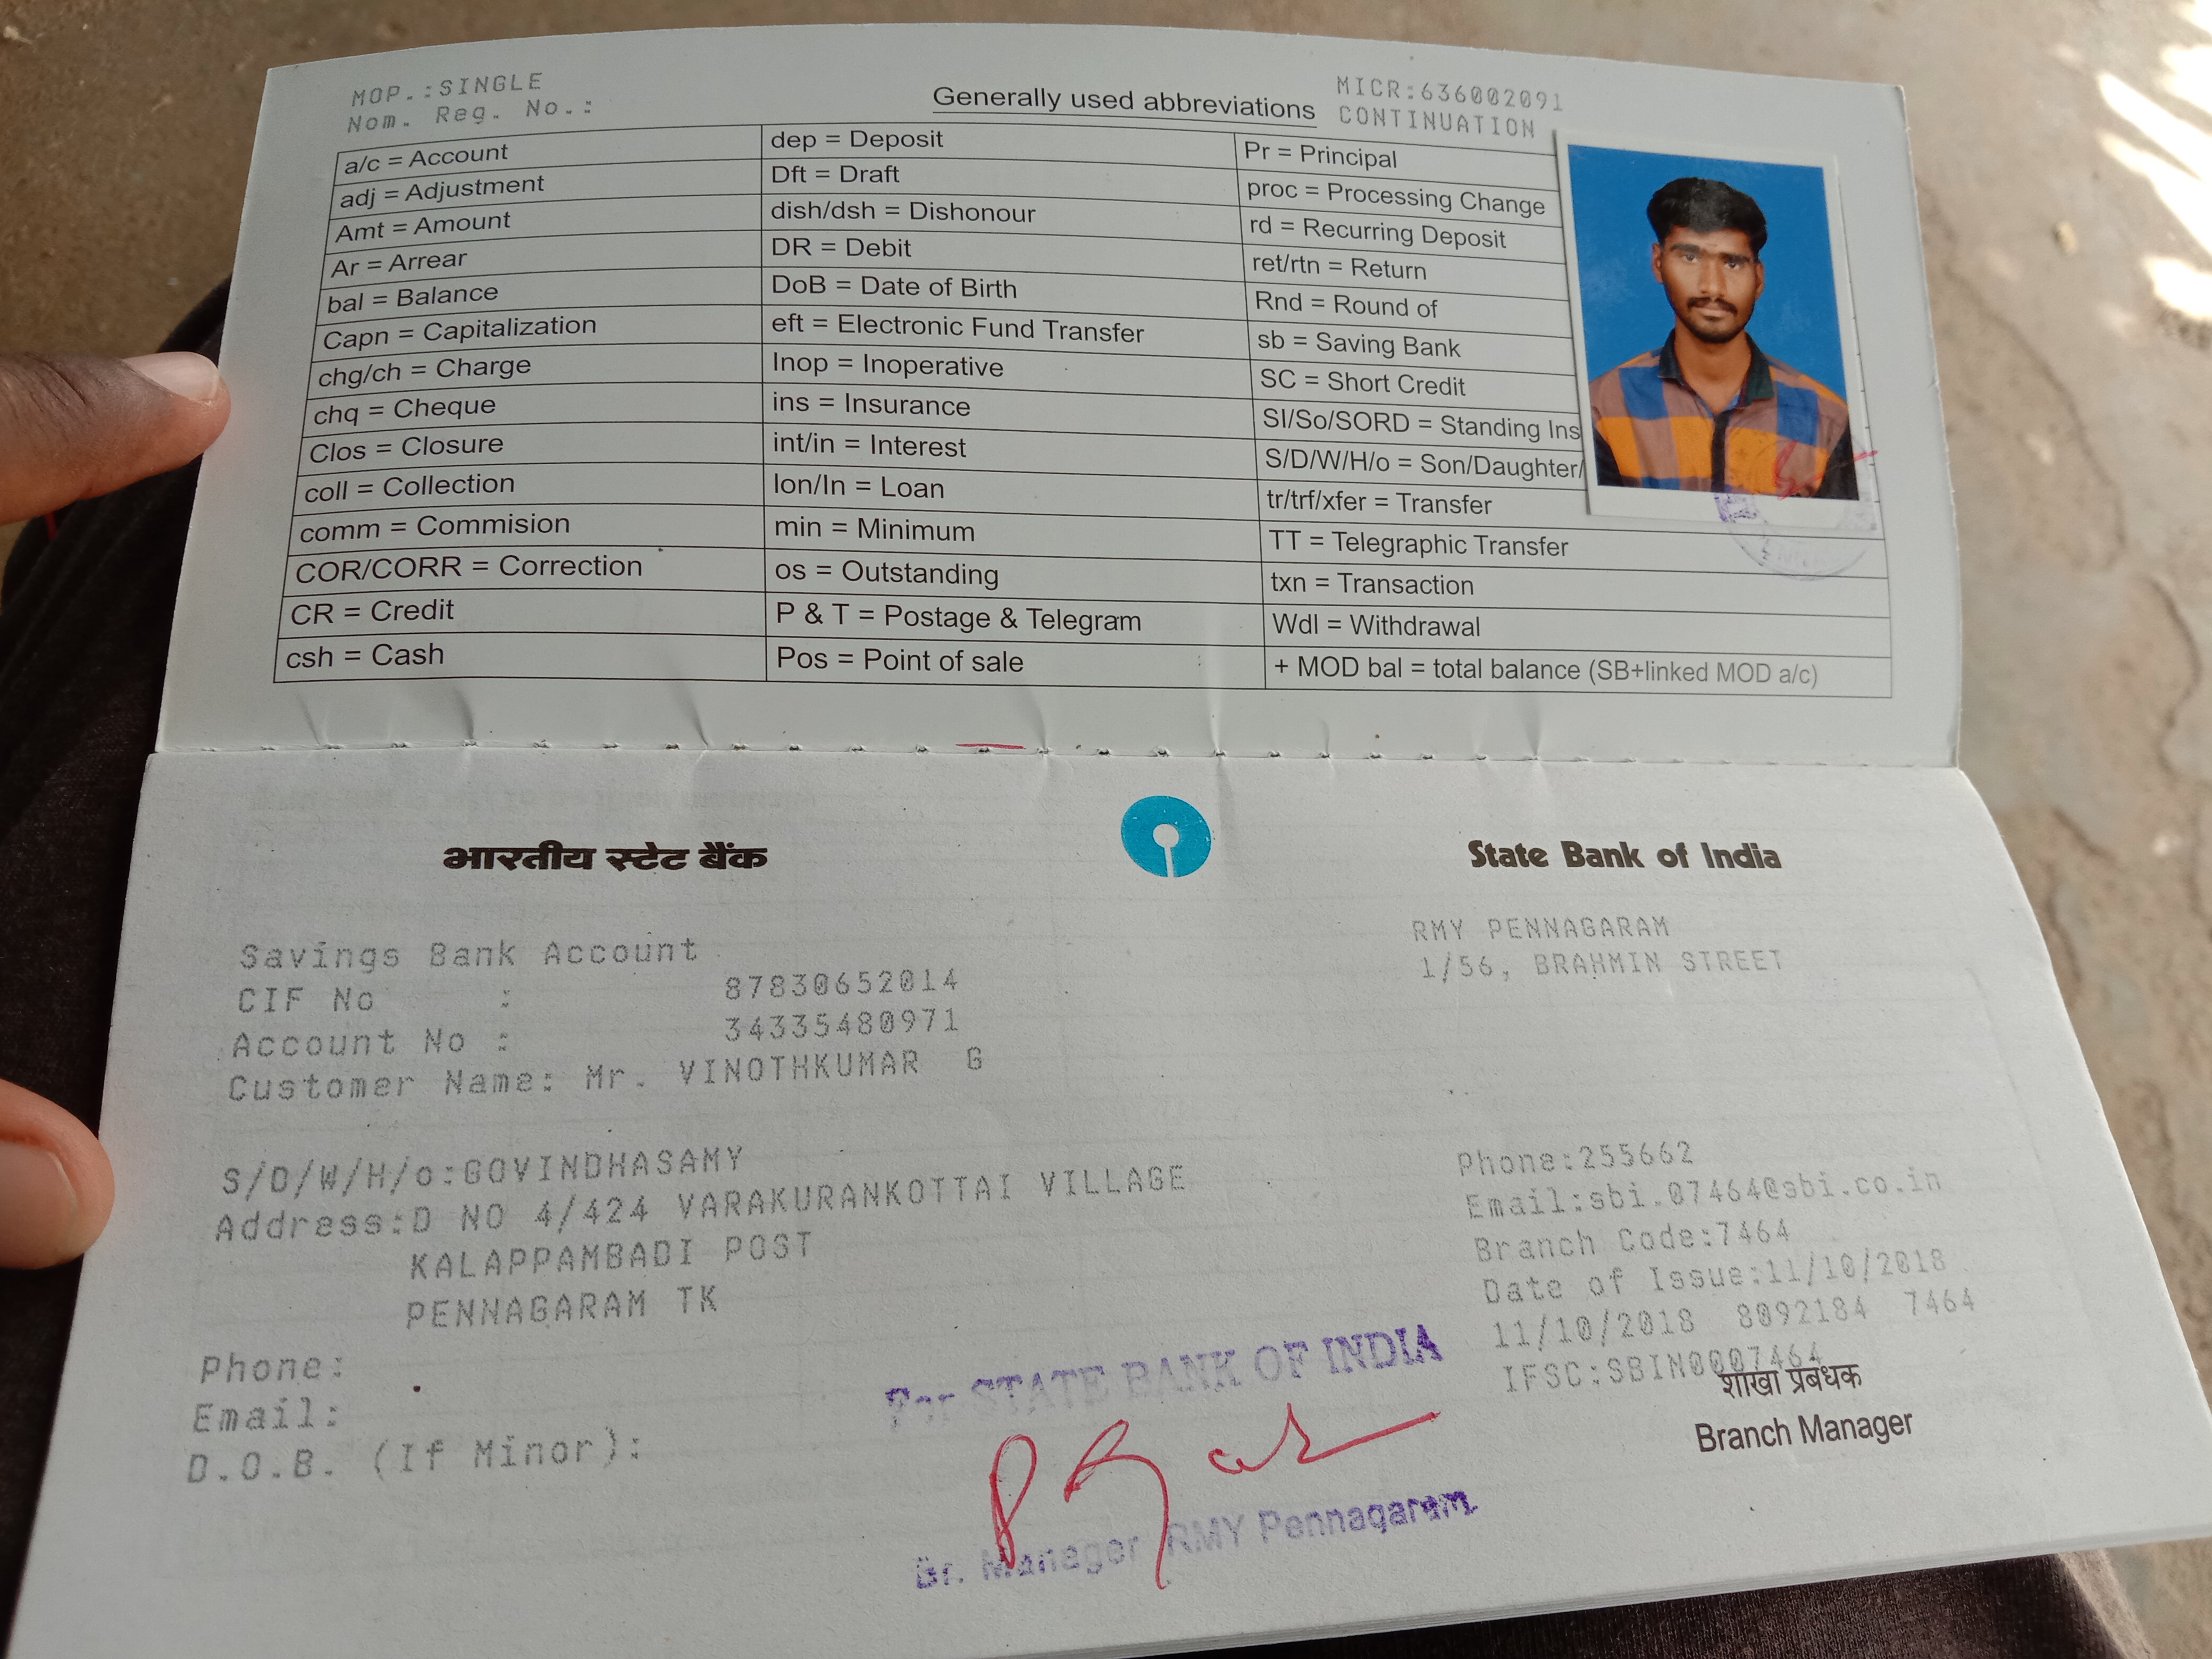 MOP.:SINGLE
Nom. Reg. No.:
Generally used abbreviations
MICR:636002091
CONTINUATION
a/c = Account
adj = Adjustment
Amt = Amount
Ar = Arrear
bal = Balance
Capn = Capitalization
chg/ch = Charge
chq = Cheque
Clos = Closure
coll = Collection
comm = Commision
COR/CORR = Correction
CR = Credit
csh = Cash
dep = Deposit
Dft = Draft
dish/dsh = Dishonour
DR = Debit
DoB = Date of Birth
eft = Electronic Fund Transfer
Inop = Inoperative
ins = Insurance
int/in = Interest
lon/In = Loan
min = Minimum
os = Outstanding
P & T = Postage & Telegram
Pos = Point of sale
Pr = Principal
proc = Processing Change
rd = Recurring Deposit
ret/rtn = Return
Rnd = Round of
sb = Saving Bank
SC = Short Credit
SI/So/SORD = Standing Ins
S/D/W/H/o = Son/Daughter/
tr/trf/xfer = Transfer
TT = Telegraphic Transfer
txn = Transaction
Wdl = Withdrawal
+ MOD bal = total balance (SB+linked MOD a/c)
भारतीय स्टेट बैंक
State Bank of India
Savings Bank Account
CIF No : 87830652014
Account No : 34335480971
Customer Name: Mr. VINOTHKUMAR G
S/D/W/H/o:GOVINDHASAMY
Address:D NO 4/424 VARAKURANKOTTAI VILLAGE
KALAPPAMBADI POST
PENNAGARAM TK
Phone:
Email:
D.O.B. (If Minor):
RMY PENNAGARAM
1/56, BRAHMIN STREET
Phone:255662
Email:sbi.07464@sbi.co.in
Branch Code:7464
Date of Issue:11/10/2018
11/10/2018 8092184 7464
IFSC:SBIN0007464
शाखा प्रबंधक
Branch Manager
For STATE BANK OF INDIA
Br. Manager RMY Pennagaram